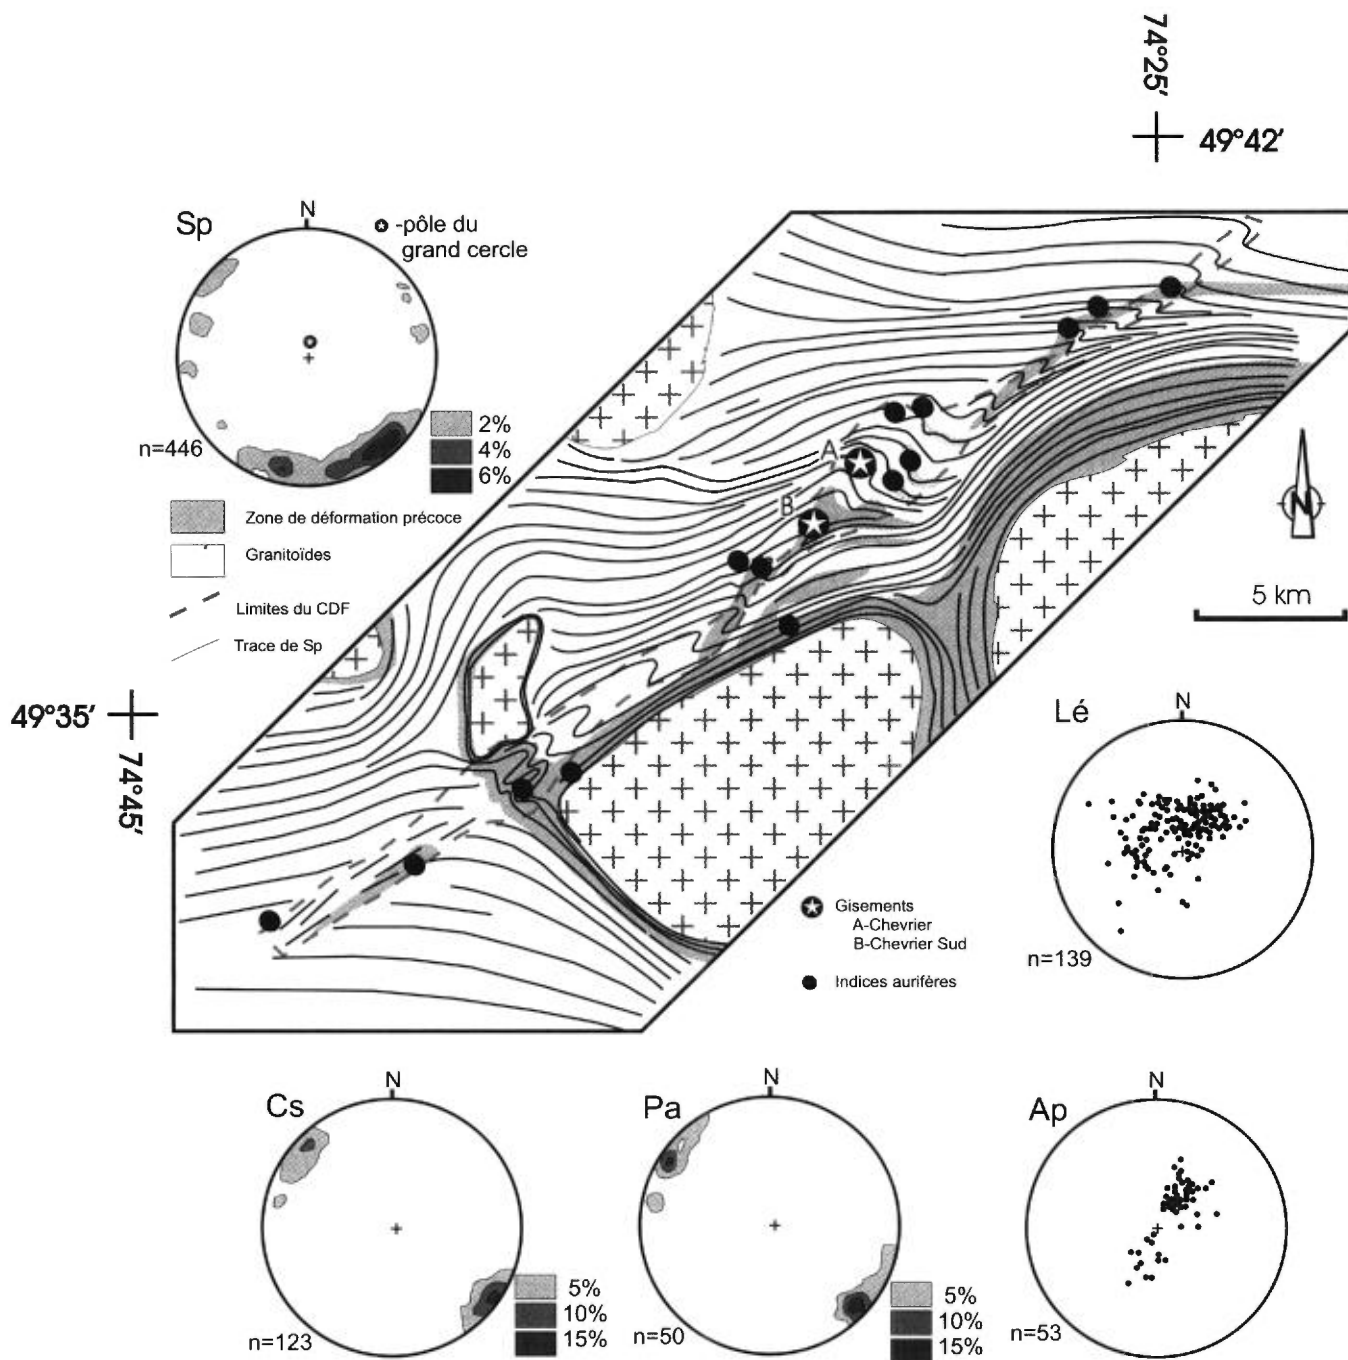 74°25'
49°42'
Sp
N
-pôle du
grand cercle
n=446
2%
4%
6%
Zone de déformation précoce
Granitoïdes
Limites du CDF
Trace de Sp
A
B
N
5 km
49°35'
74°45'
Lé
N
n=139
Gisements
A-Chevrier
B-Chevrier Sud
Indices aurifères
Cs
N
n=123
5%
10%
15%
Pa
N
n=50
5%
10%
15%
Ap
N
n=53